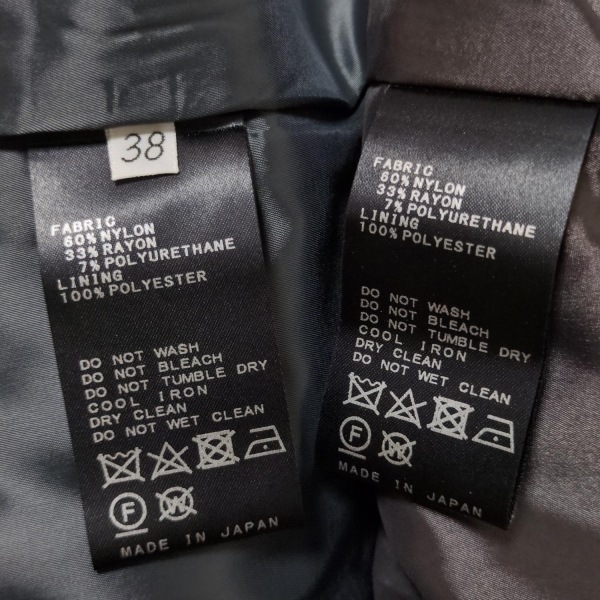 38
FABRIC
60%NYLON
33%RAYON
7%POLYURETHANE
LINING
100%POLYESTER
DO NOT WASH
DO NOT BLEACH
DO NOT TUMBLE DRY
COOL IRON
DRY CLEAN
DO NOT WET CLEAN
F
W
MADE IN JAPAN
FABRIC
60%NYLON
33%RAYON
7%POLYURETHANE
LINING
100%POLYESTER
DO NOT WASH
DO NOT BLEACH
DO NOT TUMBLE DRY
COOL IRON
DRY CLEAN
DO NOT WET CLEAN
F
W
MADE IN JAPAN